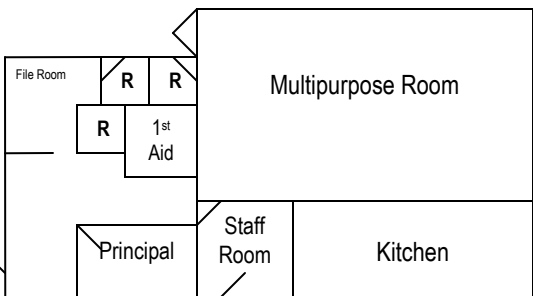 File Room
R
R
Multipurpose Room
R
1st
Aid
Principal
Staff
Room
Kitchen